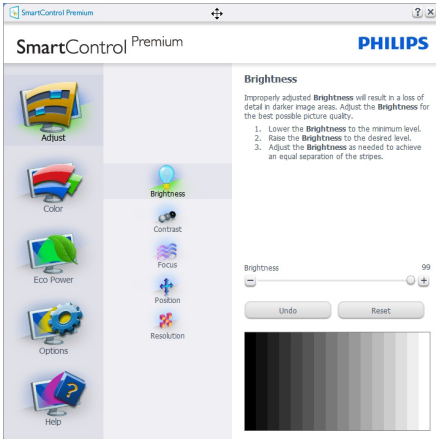 SmartControl Premium
SmartControl Premium
PHILIPS
Adjust
Color
Eco Power
Options
Help
Brightness
Contrast
Focus
Position
Resolution
Brightness
Improperly adjusted Brightness will result in a loss of
detail in darker image areas. Adjust the Brightness for
the best possible picture quality.
1. Lower the Brightness to the minimum level.
2. Raise the Brightness to the desired level.
3. Adjust the Brightness as needed to achieve
an equal separation of the stripes.
Brightness 99
Undo Reset